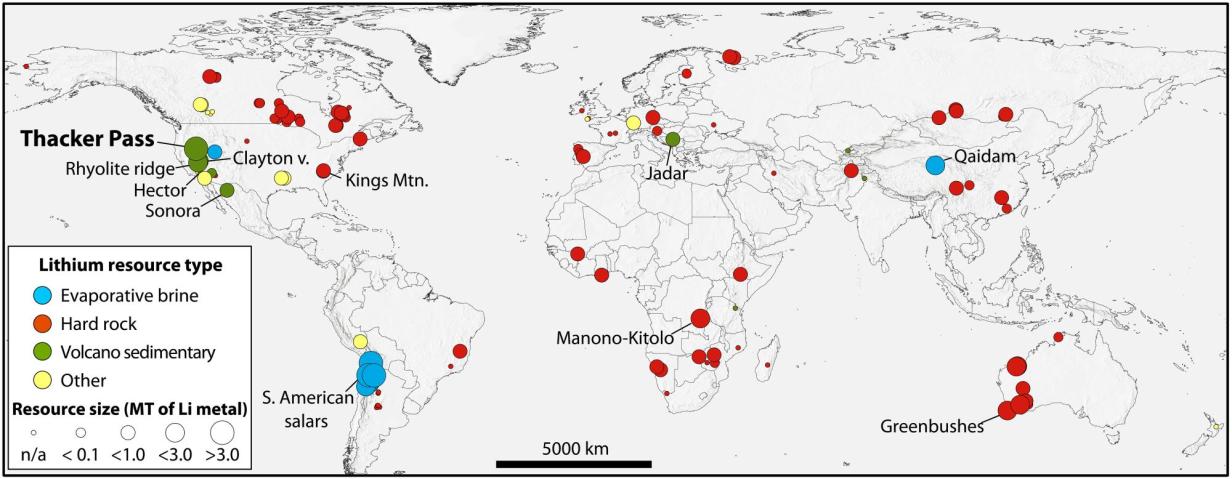 Thacker Pass
Rhyolite ridge
Clayton v.
Hector
Sonora
Kings Mtn.
Jadar
Qaidam
Manono-Kitolo
S. American
salars
Greenbushes
Lithium resource type
Evaporative brine
Hard rock
Volcano sedimentary
Other
Resource size (MT of Li metal)
n/a < 0.1 <1.0 <3.0 >3.0
5000 km